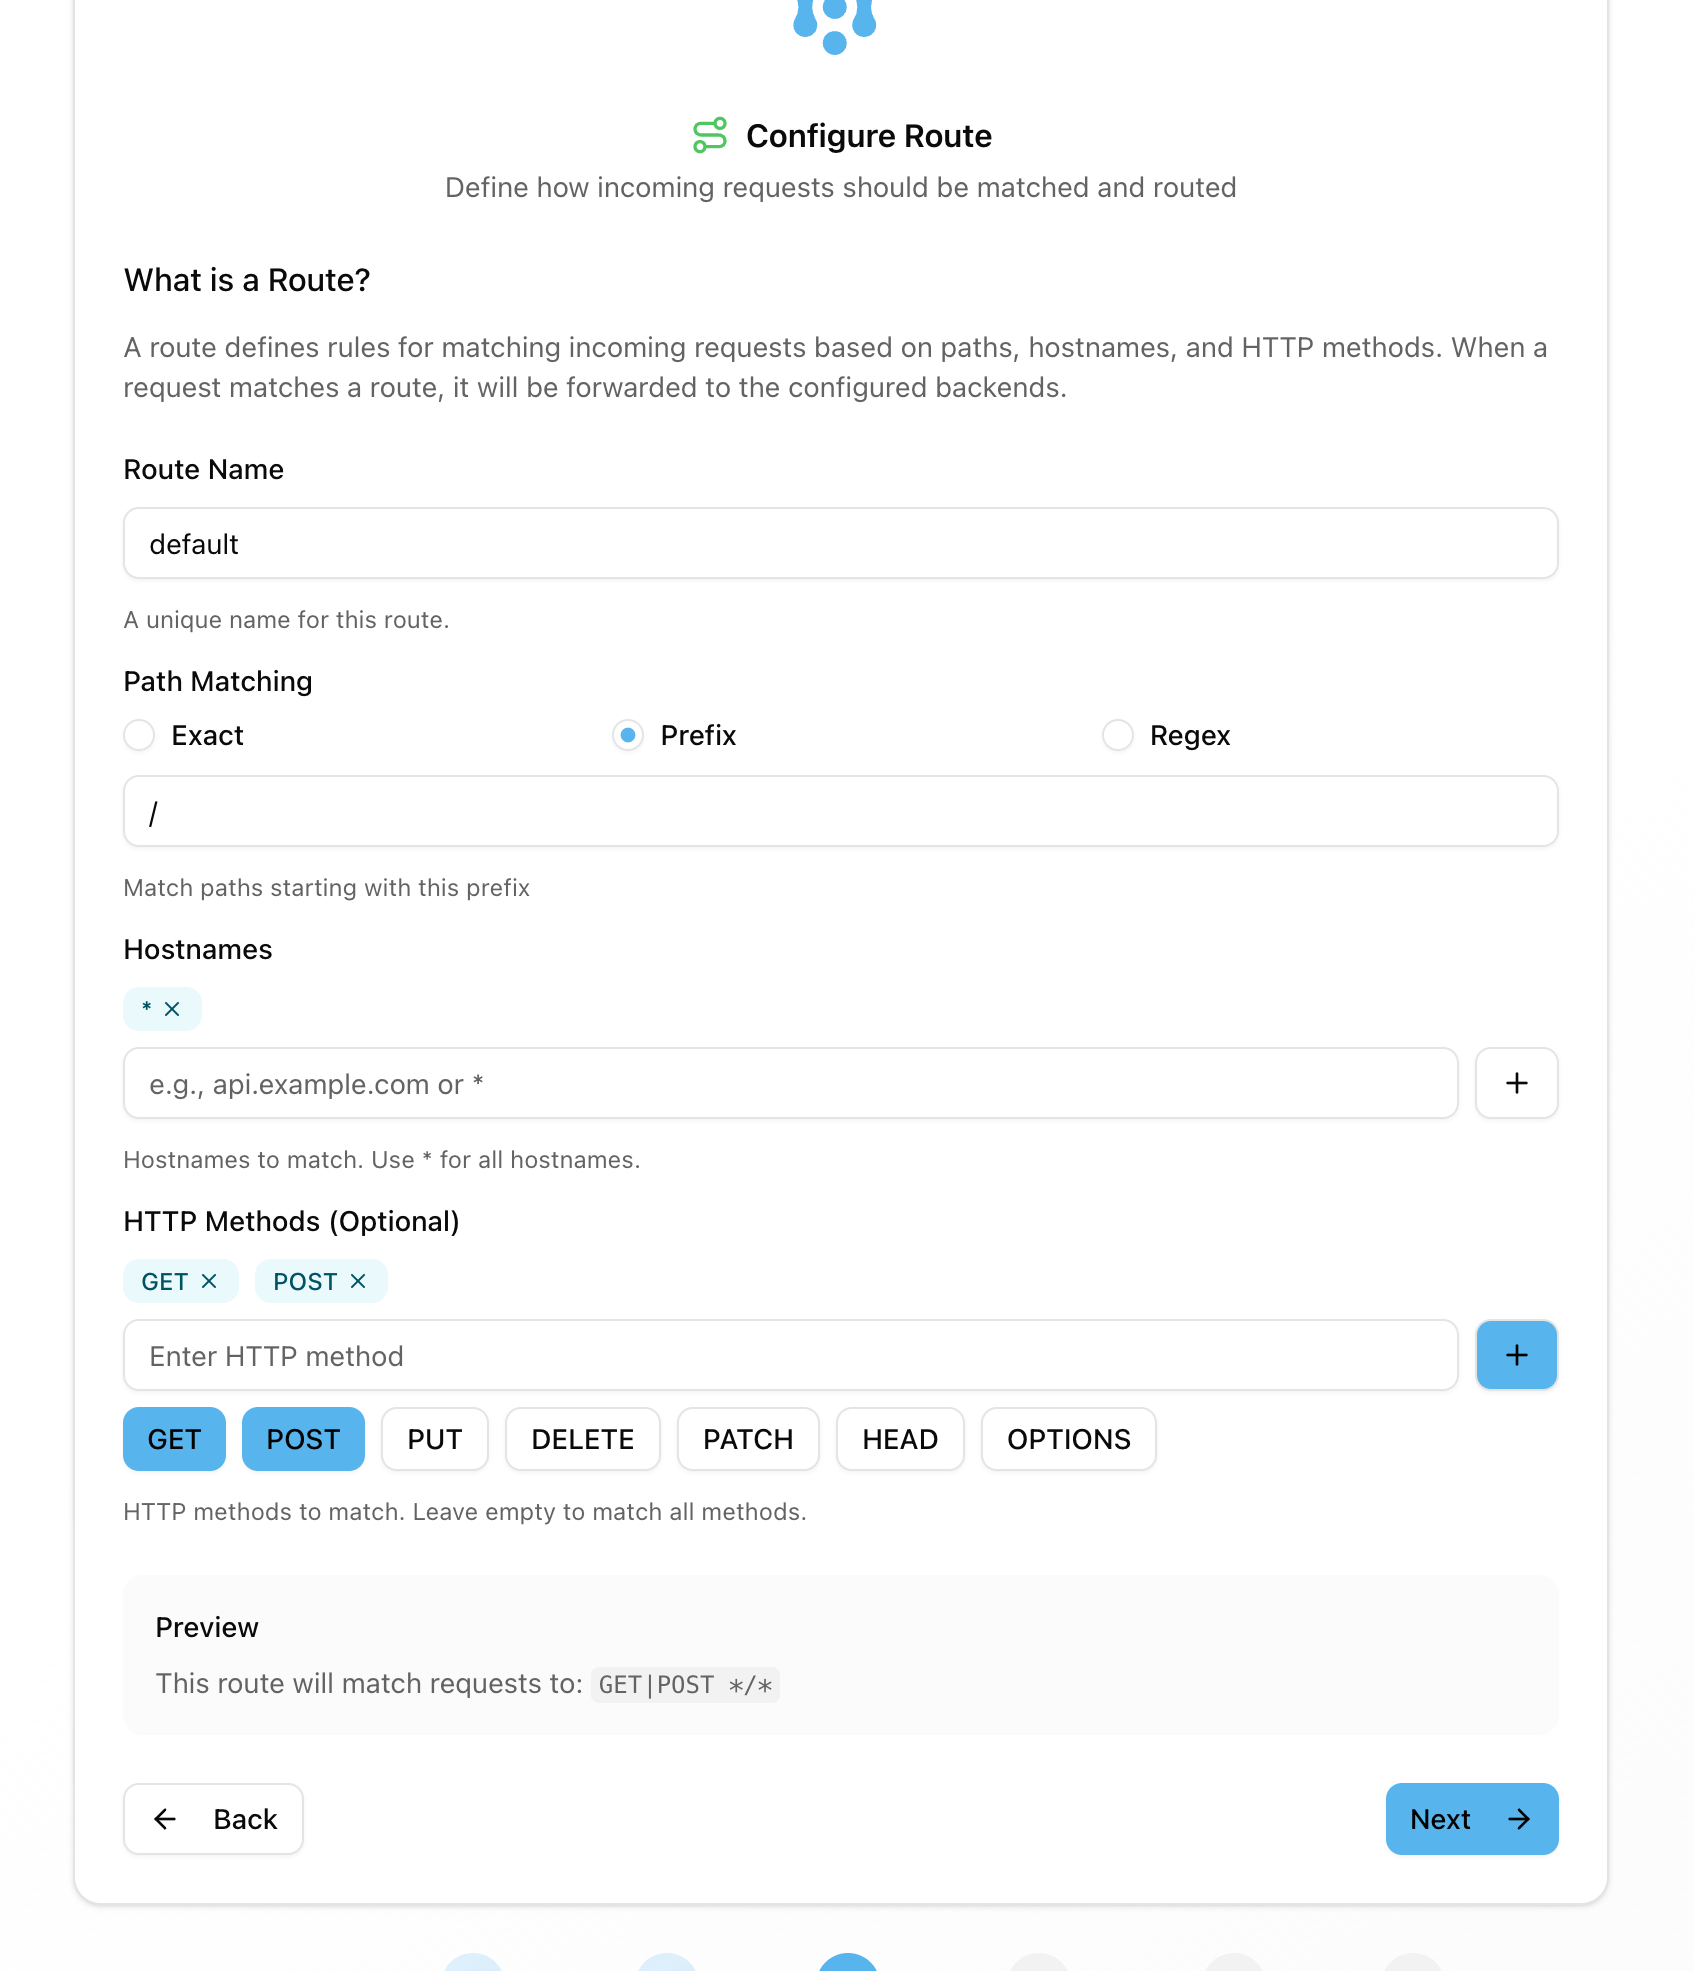 Configure Route
Define how incoming requests should be matched and routed
What is a Route?
A route defines rules for matching incoming requests based on paths, hostnames, and HTTP methods. When a
request matches a route, it will be forwarded to the configured backends.
Route Name
default
A unique name for this route.
Path Matching
Exact Prefix Regex
/
Match paths starting with this prefix
Hostnames
* ×
e.g., api.example.com or *
+
Hostnames to match. Use * for all hostnames.
HTTP Methods (Optional)
GET × POST ×
Enter HTTP method
+
GET POST PUT DELETE PATCH HEAD OPTIONS
HTTP methods to match. Leave empty to match all methods.
Preview
This route will match requests to: GET|POST */*
← Back Next →